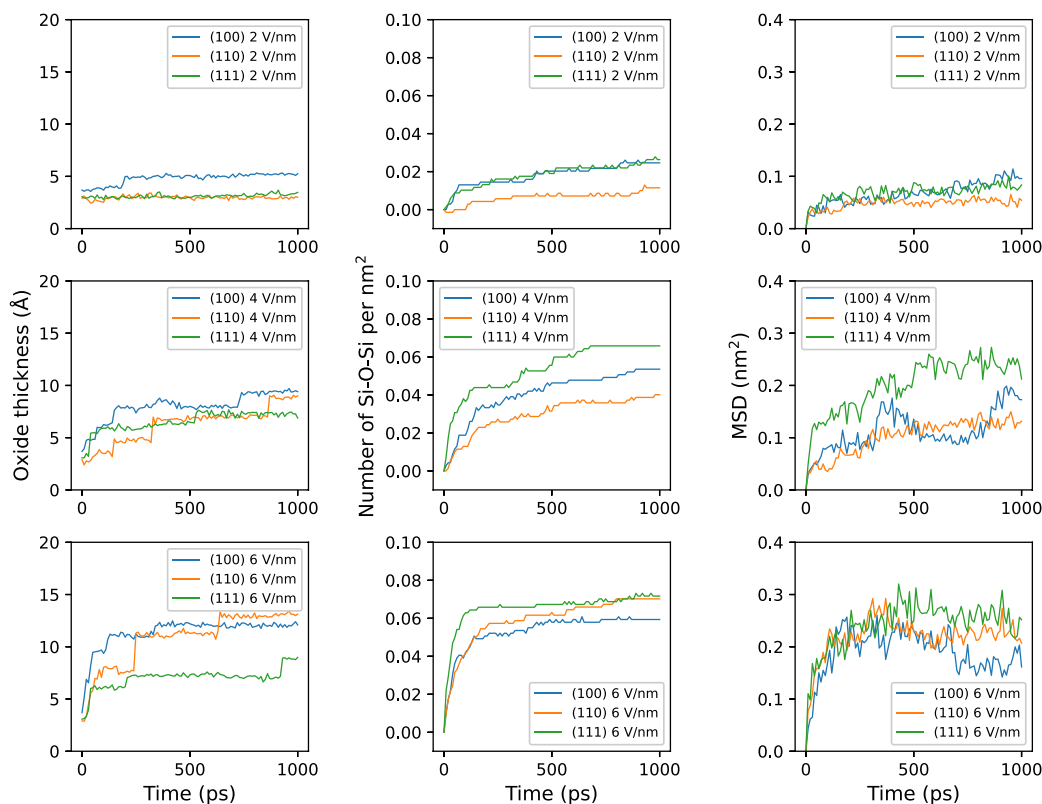 20
15
10
5
0
0
500
1000
(100) 2 V/nm
(110) 2 V/nm
(111) 2 V/nm
0.10
0.08
0.06
0.04
0.02
0.00
0
500
1000
(100) 2 V/nm
(110) 2 V/nm
(111) 2 V/nm
0.4
0.3
0.2
0.1
0.0
0
500
1000
(100) 2 V/nm
(110) 2 V/nm
(111) 2 V/nm
Oxide thickness (Å)
20
15
10
5
0
0
500
1000
(100) 4 V/nm
(110) 4 V/nm
(111) 4 V/nm
Number of Si-O-Si per nm²
0.10
0.08
0.06
0.04
0.02
0.00
0
500
1000
(100) 4 V/nm
(110) 4 V/nm
(111) 4 V/nm
MSD (nm²)
0.4
0.3
0.2
0.1
0.0
0
500
1000
(100) 4 V/nm
(110) 4 V/nm
(111) 4 V/nm
20
15
10
5
0
0
500
1000
Time (ps)
(100) 6 V/nm
(110) 6 V/nm
(111) 6 V/nm
0.10
0.08
0.06
0.04
0.02
0.00
0
500
1000
Time (ps)
(100) 6 V/nm
(110) 6 V/nm
(111) 6 V/nm
0.4
0.3
0.2
0.1
0.0
0
500
1000
Time (ps)
(100) 6 V/nm
(110) 6 V/nm
(111) 6 V/nm